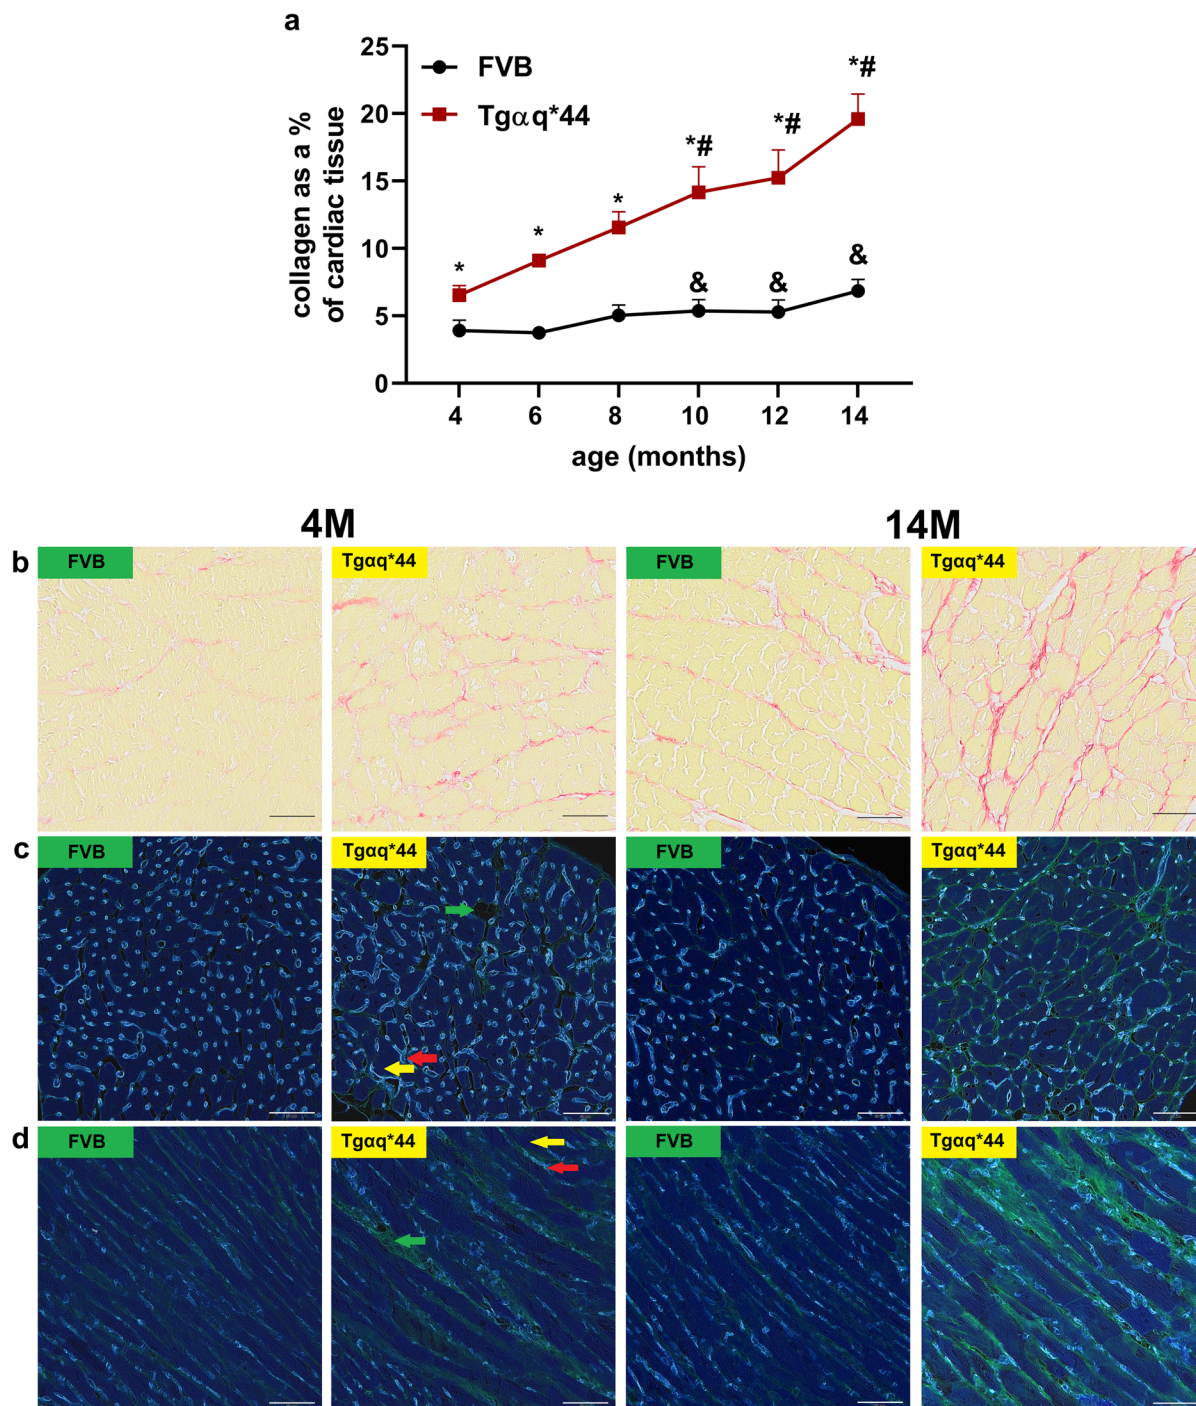 a
25
20
15
10
5
0
collagen as a %
of cardiac tissue
FVB
Tgαq*44
*
*
*
*#
*#
*#
&
&
&
4
6
8
10
12
14
age (months)
4M
14M
b
FVB
Tgαq*44
FVB
Tgαq*44
c
FVB
Tgαq*44
FVB
Tgαq*44
d
FVB
Tgαq*44
FVB
Tgαq*44